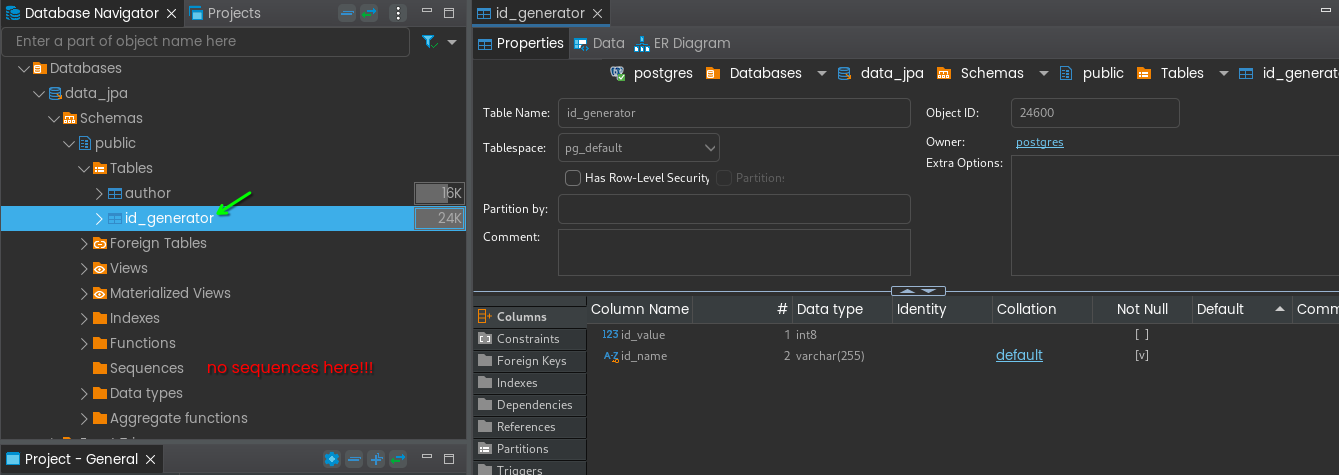 Database Navigator
Projects
Enter a part of object name here
Databases
data_jpa
Schemas
public
Tables
author 16K
id_generator 24K
Foreign Tables
Views
Materialized Views
Indexes
Functions
Sequences no sequences here!!!
Data types
Aggregate functions
Project - General
id_generator
Properties Data ER Diagram
postgres Databases data_jpa Schemas public Tables id_generato
Table Name: id_generator
Object ID: 24600
Tablespace: pg_default
Owner: postgres
Extra Options:
Has Row-Level Security Partitions
Partition by:
Comment:
Columns
Constraints
Foreign Keys
Indexes
Dependencies
References
Partitions
Triggers
Column Name # Data type Identity Collation Not Null Default Comm
123 id_value 1 int8 [ ]
A-Z id_name 2 varchar(255) default [v]